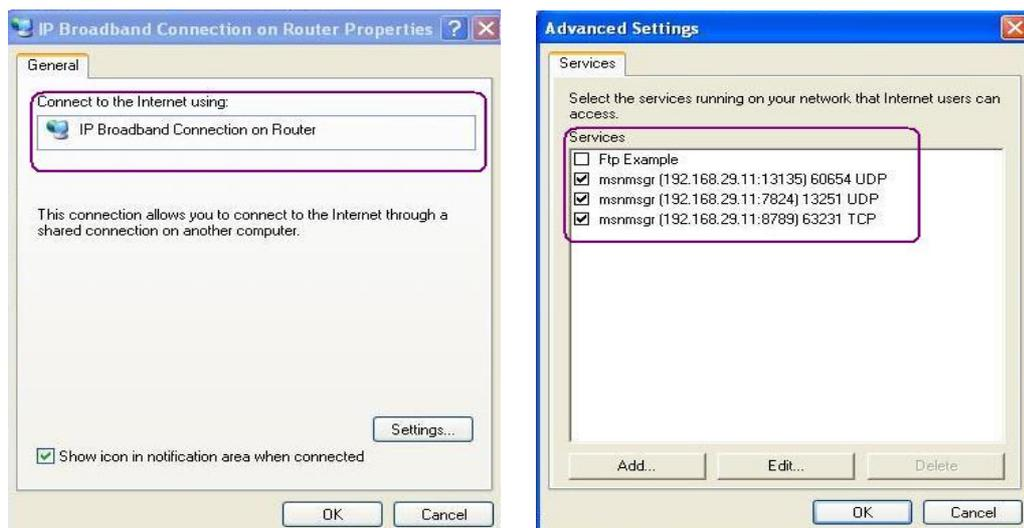 IP Broadband Connection on Router Properties
General
Connect to the Internet using:
IP Broadband Connection on Router
This connection allows you to connect to the Internet through a
shared connection on another computer.
Settings...
Show icon in notification area when connected
OK
Cancel
Advanced Settings
Services
Select the services running on your network that Internet users can
access.
Services
Ftp Example
msnmsgr (192.168.29.11:13135) 60654 UDP
msnmsgr (192.168.29.11:7824) 13251 UDP
msnmsgr (192.168.29.11:8789) 63231 TCP
Add...
Edit...
Delete
OK
Cancel